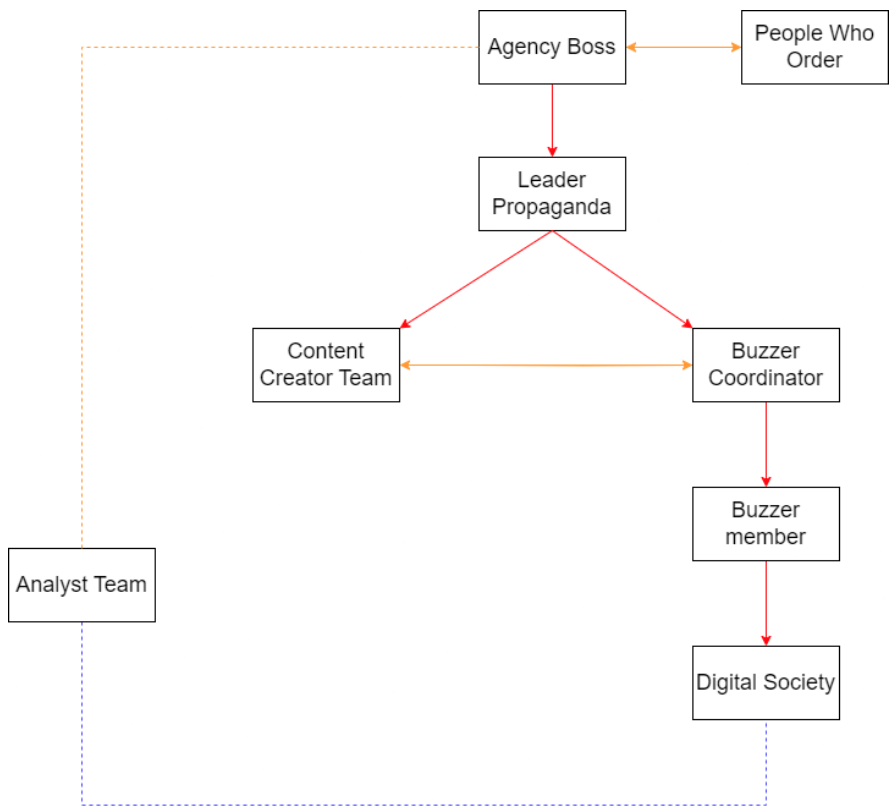 Agency Boss
People Who
Order
Leader
Propaganda
Content
Creator Team
Buzzer
Coordinator
Buzzer
member
Analyst Team
Digital Society